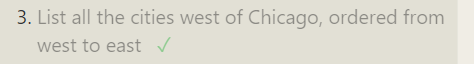 3. List all the cities west of Chicago, ordered from
west to east ✓